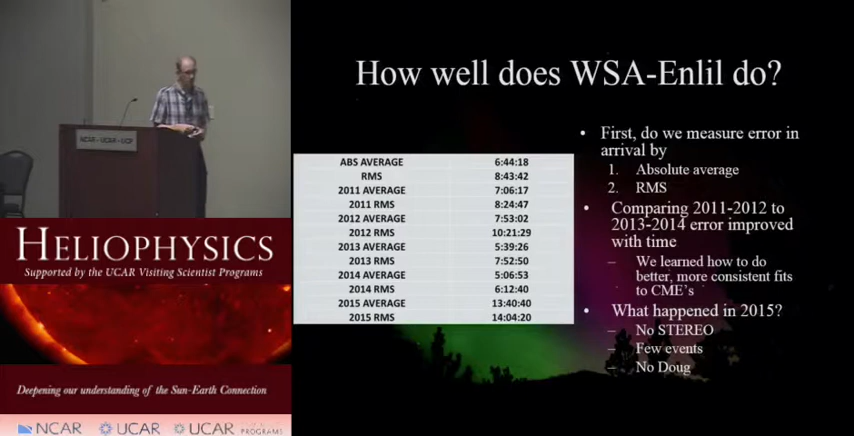 NCAR - UCAR - UCP
HELIOPHYSICS
Supported by the UCAR Visiting Scientist Programs
Deepening our understanding of the Sun-Earth Connection
NCAR UCAR UCAR
PROGRAMS
How well does WSA-Enlil do?
ABS AVERAGE 6:44:18
RMS 8:43:42
2011 AVERAGE 7:06:17
2011 RMS 8:24:47
2012 AVERAGE 7:53:02
2012 RMS 10:21:29
2013 AVERAGE 5:39:26
2013 RMS 7:52:50
2014 AVERAGE 5:06:53
2014 RMS 6:12:40
2015 AVERAGE 13:40:40
2015 RMS 14:04:20
• First, do we measure error in
arrival by
1. Absolute average
2. RMS
• Comparing 2011-2012 to
2013-2014 error improved
with time
– We learned how to do
better, more consistent fits
to CME's
• What happened in 2015?
– No STEREO
– Few events
– No Doug